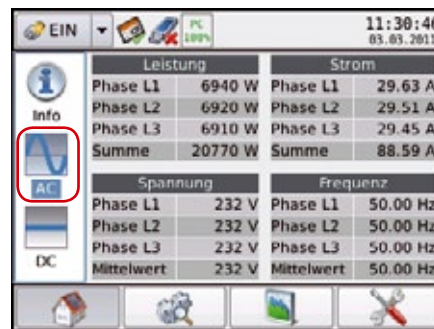 EIN
PC
100%
11:30:46
03.03.2011
Info
AC
DC
Leistung
Phase L1 6940 W
Phase L2 6920 W
Phase L3 6910 W
Summe 20770 W
Strom
Phase L1 29.63 A
Phase L2 29.51 A
Phase L3 29.45 A
Summe 88.59 A
Spannung
Phase L1 232 V
Phase L2 232 V
Phase L3 232 V
Mittelwert 232 V
Frequenz
Phase L1 50.00 Hz
Phase L2 50.00 Hz
Phase L3 50.00 Hz
Mittelwert 50.00 Hz